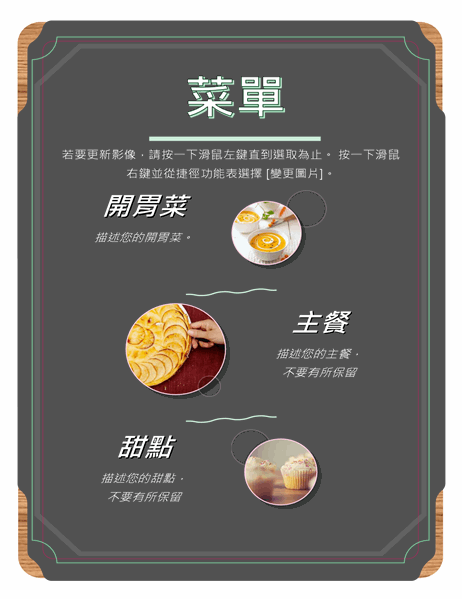 菜單
若要更新影像，請按一下滑鼠左鍵直到選取為止。 按一下滑鼠
右鍵並從捷徑功能表選擇 [變更圖片]。
開胃菜
描述您的開胃菜。
主餐
描述您的主餐，
不要有所保留
甜點
描述您的甜點，
不要有所保留